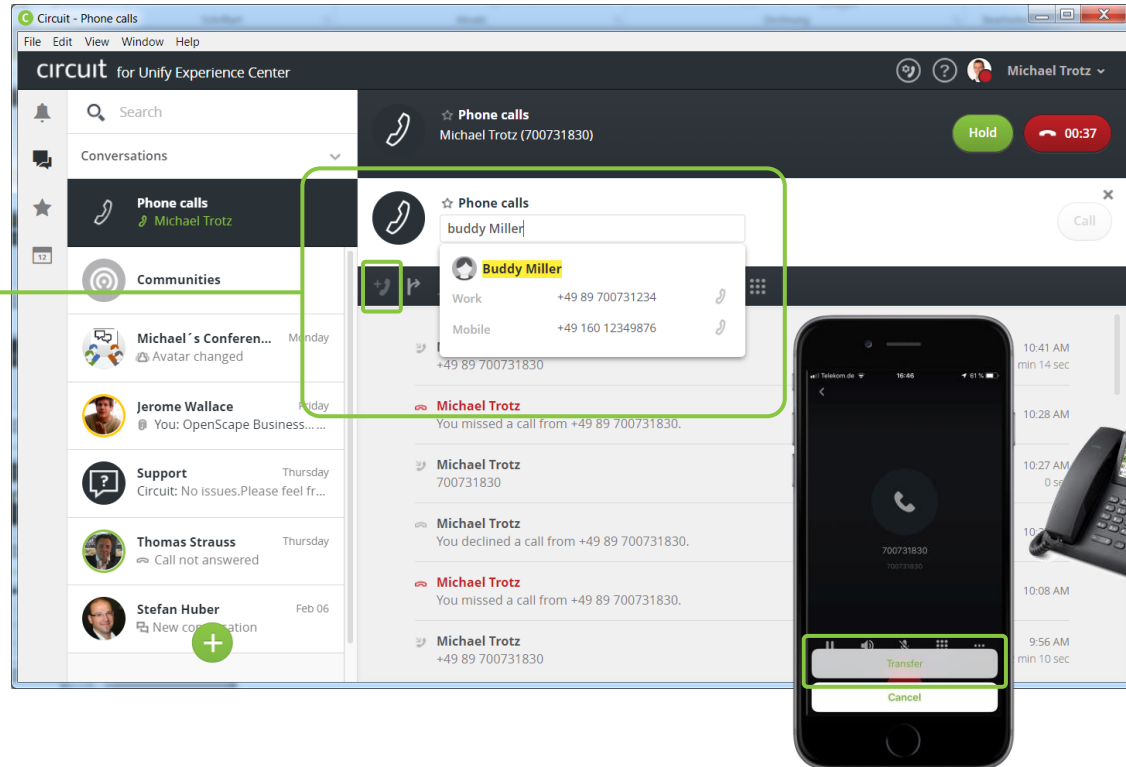 Circuit - Phone calls
File Edit View Window Help
circuit for Unify Experience Center
Michael Trotz
Search
Conversations
Phone calls
Michael Trotz
Communities
Michael´s Conferen... Monday
Avatar changed
Jerome Wallace Friday
You: OpenScape Business... ...
Support Thursday
Circuit: No issues.Please feel fr...
Thomas Strauss Thursday
Call not answered
Stefan Huber Feb 06
New conversation
12
Phone calls
Michael Trotz (700731830)
Hold
00:37
Phone calls
buddy Miller
Call
Buddy Miller
Work +49 89 700731234
Mobile +49 160 12349876
+49 89 700731830
10:41 AM
min 14 sec
Michael Trotz
You missed a call from +49 89 700731830.
10:28 AM
Michael Trotz
700731830
10:27 AM
0 sec
Michael Trotz
You declined a call from +49 89 700731830.
Michael Trotz
You missed a call from +49 89 700731830.
10:08 AM
Michael Trotz
+49 89 700731830
9:56 AM
min 10 sec
Telekom.de 16:46 61 %
700731830
700731830
Transfer
Cancel